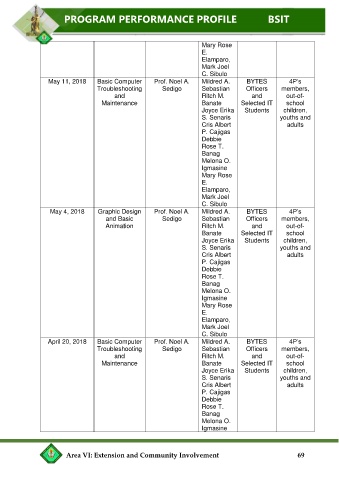 PROGRAM PERFORMANCE PROFILE BSIT
Mary Rose
E.
Elamparo,
Mark Joel
C. Sibulo
May 11, 2018 Basic Computer Prof. Noel A. Mildred A. BYTES 4P's
Troubleshooting Sedigo Sebastian Officers members,
and Ritch M. and out-of-
Maintenance Banate Selected IT school
Joyce Erika Students children,
S. Senaris youths and
Cris Albert adults
P. Cajigas
Debbie
Rose T.
Banag
Melona O.
Igmasine
Mary Rose
E.
Elamparo,
Mark Joel
C. Sibulo
May 4, 2018 Graphic Design Prof. Noel A. Mildred A. BYTES 4P's
and Basic Sedigo Sebastian Officers members,
Animation Ritch M. and out-of-
Banate Selected IT school
Joyce Erika Students children,
S. Senaris youths and
Cris Albert adults
P. Cajigas
Debbie
Rose T.
Banag
Melona O.
Igmasine
Mary Rose
E.
Elamparo,
Mark Joel
C. Sibulo
April 20, 2018 Basic Computer Prof. Noel A. Mildred A. BYTES 4P's
Troubleshooting Sedigo Sebastian Officers members,
and Ritch M. and out-of-
Maintenance Banate Selected IT school
Joyce Erika Students children,
S. Senaris youths and
Cris Albert adults
P. Cajigas
Debbie
Rose T.
Banag
Melona O.
Igmasine
Area VI: Extension and Community Involvement 69